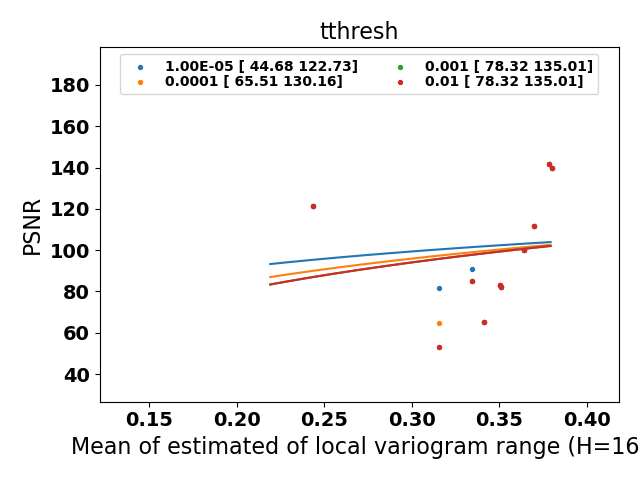 tthresh
1.00E-05 [ 44.68 122.73]
0.0001 [ 65.51 130.16]
0.001 [ 78.32 135.01]
0.01 [ 78.32 135.01]
PSNR
180
160
140
120
100
80
60
40
0.15 0.20 0.25 0.30 0.35 0.40
Mean of estimated of local variogram range (H=16